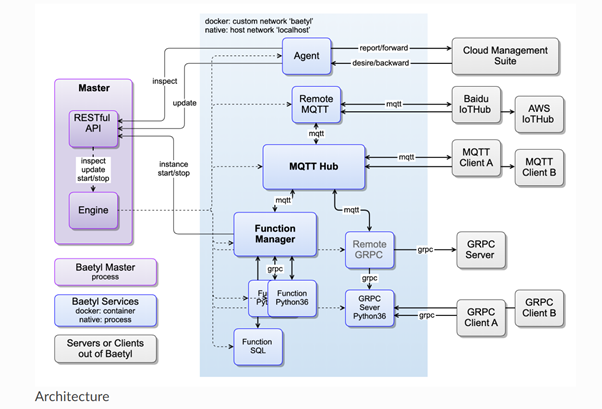 docker: custom network 'baetyl'
native: host network 'localhost'
Agent
report/forward
desire/backward
Cloud Management
Suite
inspect
update
Master
RESTful
API
inspect
update
start/stop
Engine
instance
start/stop
Remote
MQTT
mqtt
Baidu
IoTHub
AWS
IoTHub
mqtt
MQTT Hub
mqtt
MQTT
Client A
MQTT
Client B
mqtt
mqtt
Function
Manager
Remote
GRPC
grpc
GRPC
Server
grpc
grpc
Function
Python36
GRPC
Sever
Python36
grpc
GRPC
Client A
GRPC
Client B
Function
SQL
Baetyl Master
process
Baetyl Services
docker: container
native: process
Servers or Clients
out of Baetyl
Architecture